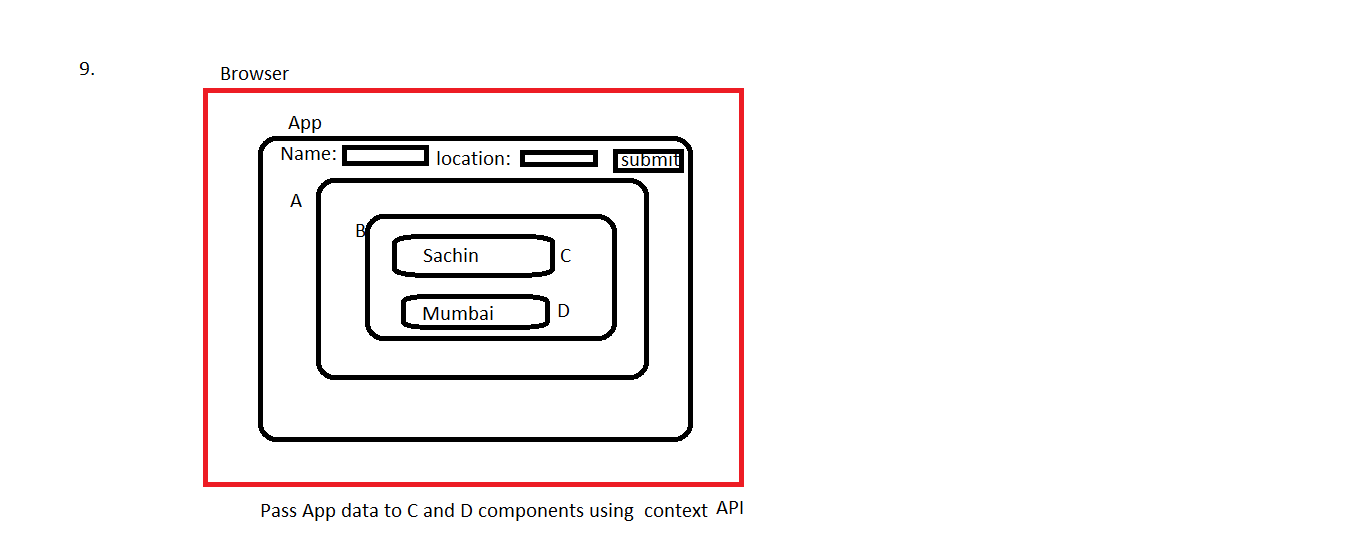 9.
Browser
App
Name: location: submit
A
B
Sachin C
Mumbai D
Pass App data to C and D components using context API